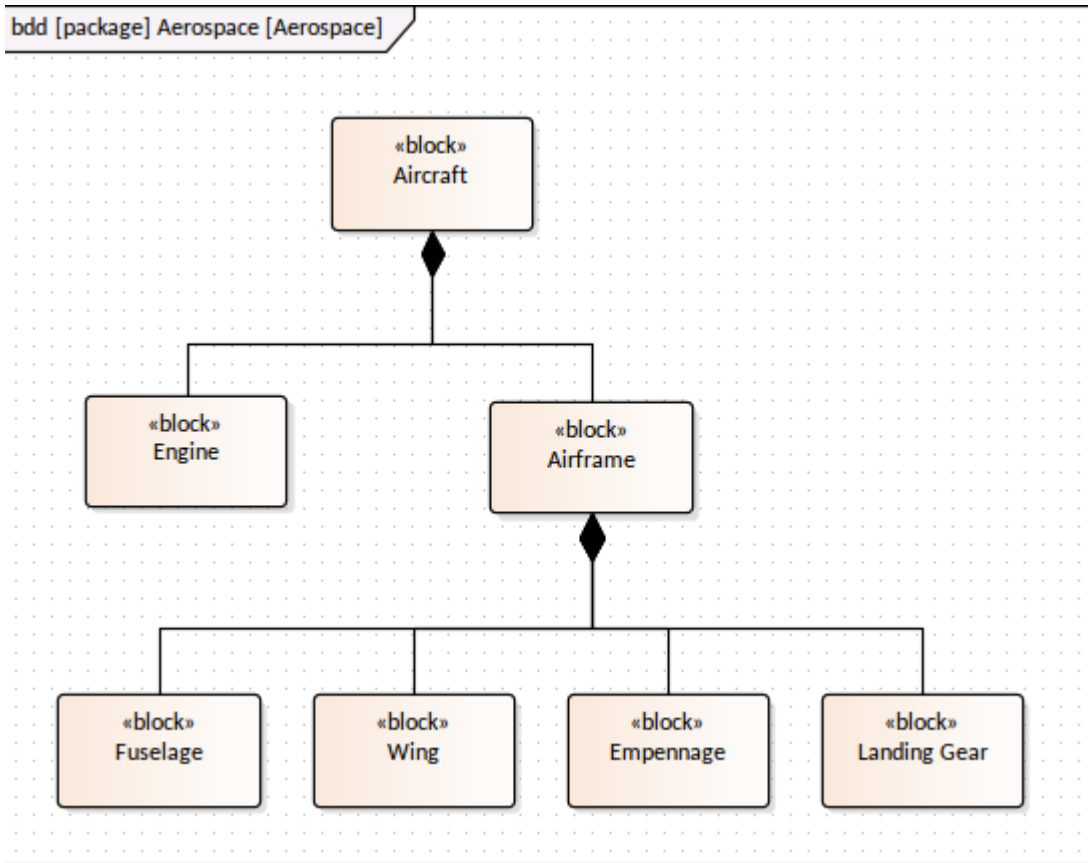 bdd [package] Aerospace [Aerospace]
«block»
Aircraft
«block»
Engine
«block»
Airframe
«block»
Fuselage
«block»
Wing
«block»
Empennage
«block»
Landing Gear